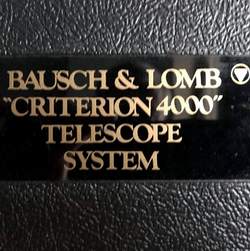 BAUSCH & LOMB
"CRITERION 4000"
TELESCOPE
SYSTEM